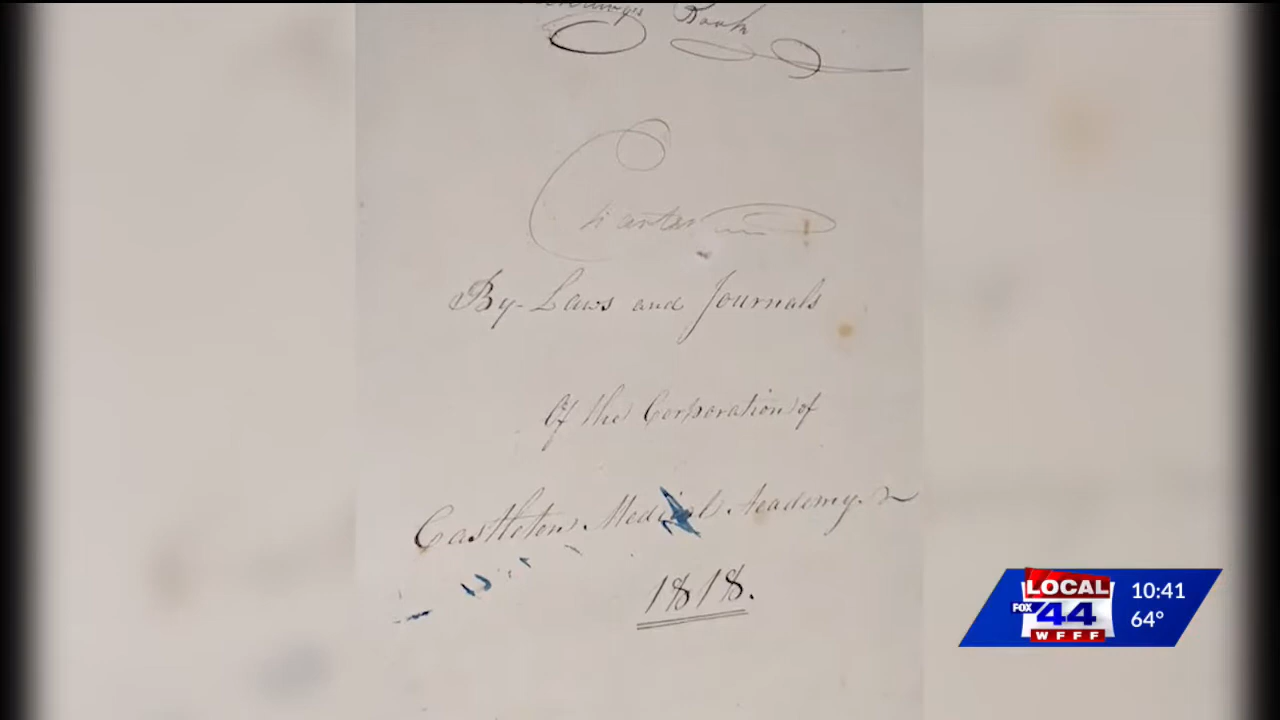 Book
Charter
By-Laws and Journals
Of the Corporation of
Castleton Medical Academy.
1818.
LOCAL
FOX 44
WFFF
10:41
64°